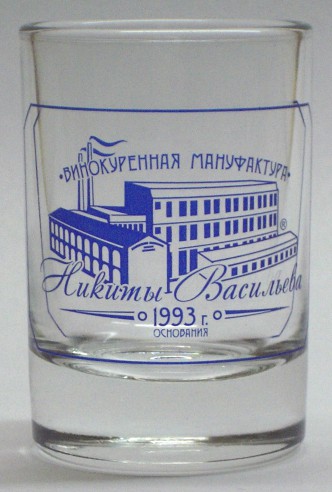 •ВИНОКУРЕННАЯ МАНУФАКТУРА•
®
Никиты Васильева
1993 г.
ОСНОВАНИЯ